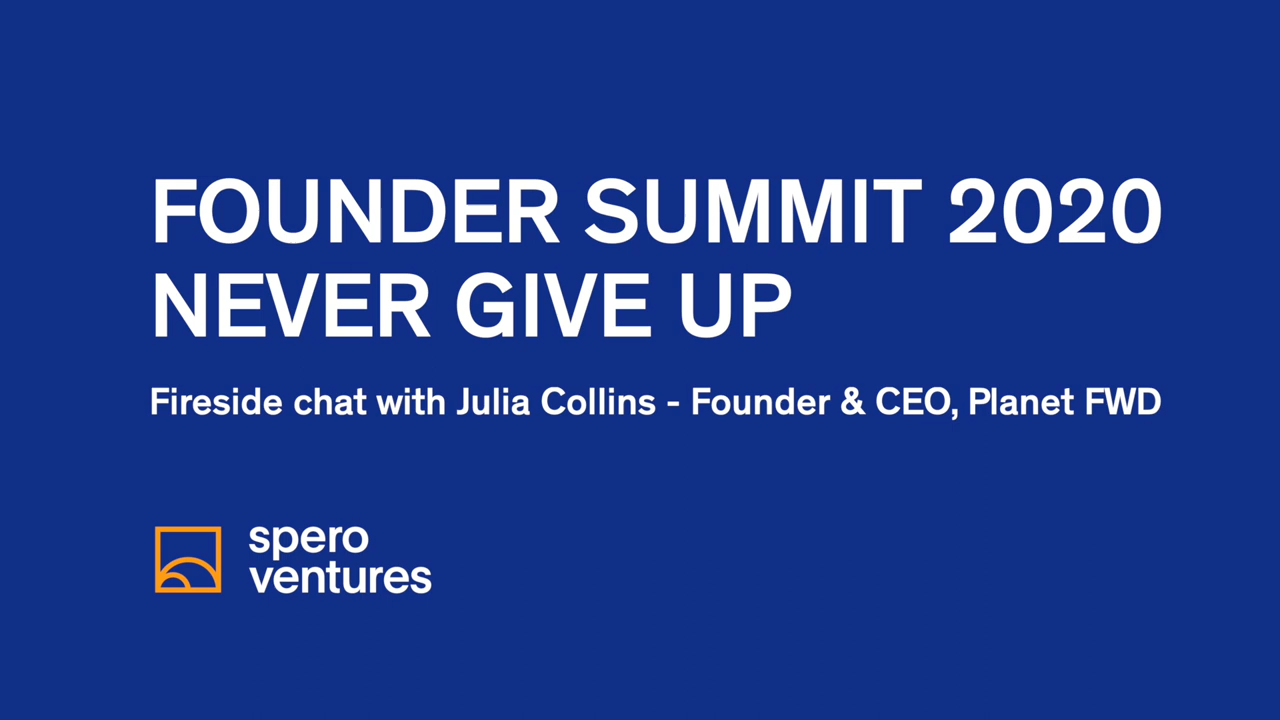 FOUNDER SUMMIT 2020
NEVER GIVE UP
Fireside chat with Julia Collins - Founder & CEO, Planet FWD
spero
ventures